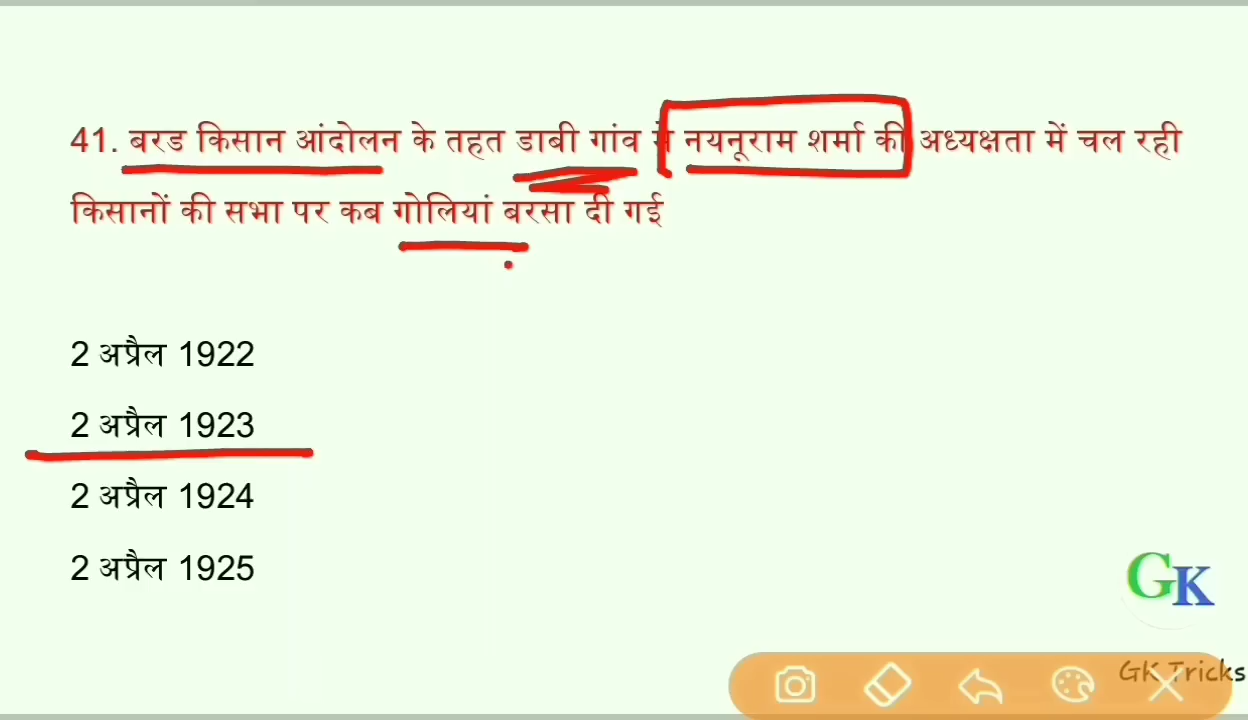 41. बरड किसान आंदोलन के तहत डाबी गांव में नयनूराम शर्मा की अध्यक्षता में चल रही
किसानों की सभा पर कब गोलियां बरसा दी गई
2 अप्रैल 1922
2 अप्रैल 1923
2 अप्रैल 1924
2 अप्रैल 1925
GK
GK Tricks